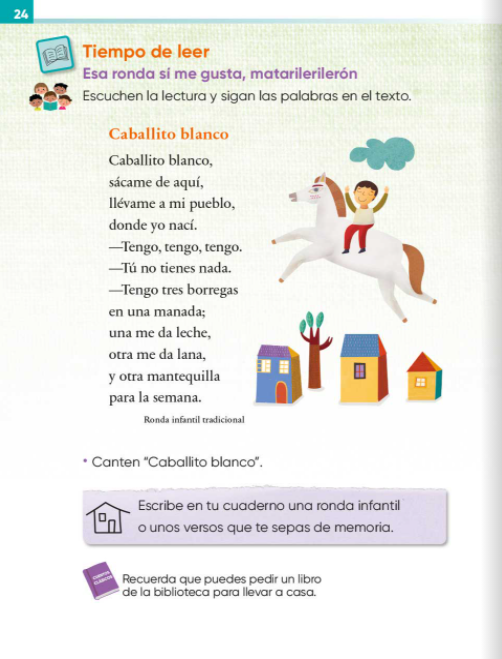 24
Tiempo de leer
Esa ronda sí me gusta, matarilerilerón
Escuchen la lectura y sigan las palabras en el texto.
Caballito blanco
Caballito blanco,
sácame de aquí,
llévame a mi pueblo,
donde yo nací.
—Tengo, tengo, tengo.
—Tú no tienes nada.
—Tengo tres borregas
en una manada;
una me da leche,
otra me da lana,
y otra mantequilla
para la semana.
Ronda infantil tradicional
• Canten “Caballito blanco”.
Escribe en tu cuaderno una ronda infantil
o unos versos que te sepas de memoria.
CUENTOS
CLÁSICOS
Recuerda que puedes pedir un libro
de la biblioteca para llevar a casa.